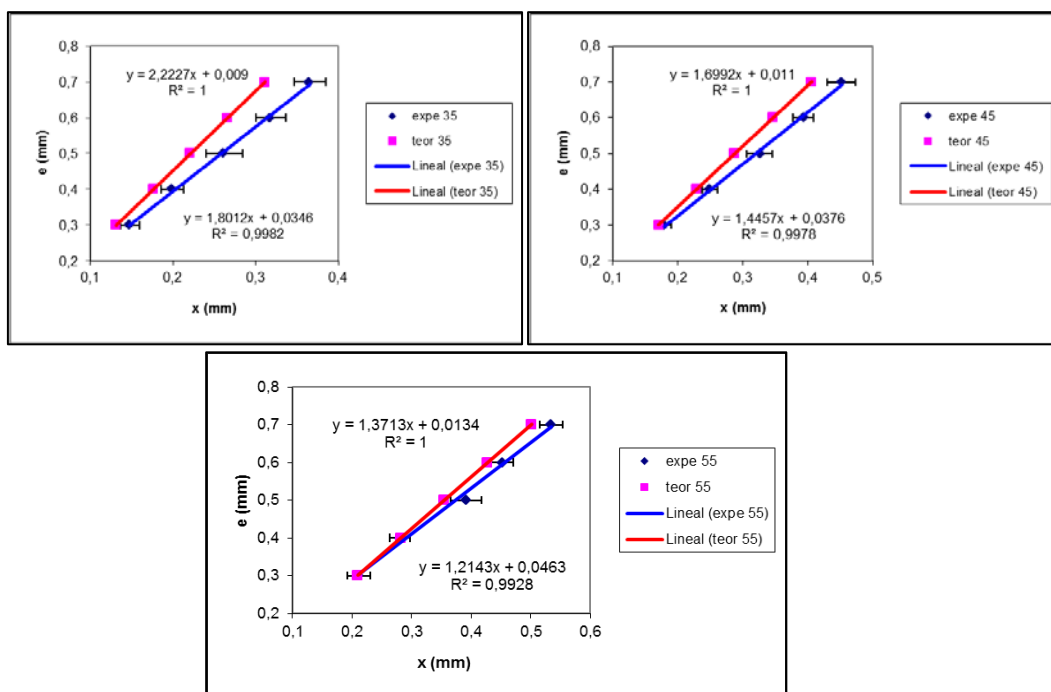 0,8
0,7
0,6
0,5
0,4
0,3
0,2
e (mm)
y = 2,2227x + 0,009
R² = 1
y = 1,8012x + 0,0346
R² = 0,9982
0,1
0,2
0,3
0,4
x (mm)
expe 35
teor 35
Lineal (expe 35)
Lineal (teor 35)
0,8
0,7
0,6
0,5
0,4
0,3
0,2
e (mm)
y = 1,6992x + 0,011
R² = 1
y = 1,4457x + 0,0376
R² = 0,9978
0,1
0,2
0,3
0,4
0,5
x (mm)
expe 45
teor 45
Lineal (expe 45)
Lineal (teor 45)
0,8
0,7
0,6
0,5
0,4
0,3
0,2
e (mm)
y = 1,3713x + 0,0134
R² = 1
y = 1,2143x + 0,0463
R² = 0,9928
0,1
0,2
0,3
0,4
0,5
0,6
x (mm)
expe 55
teor 55
Lineal (expe 55)
Lineal (teor 55)